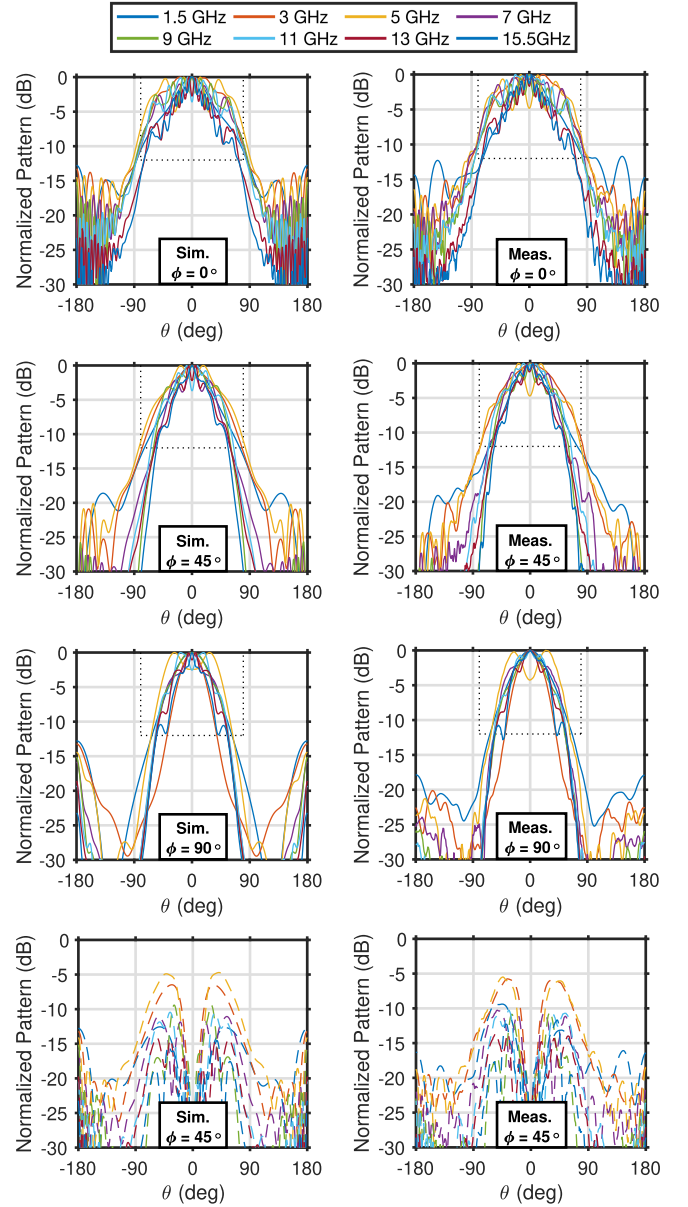 1.5 GHz 3 GHz 5 GHz 7 GHz
9 GHz 11 GHz 13 GHz 15.5GHz
Normalized Pattern (dB)
0
-5
-10
-15
-20
-25
-30
Sim.
ϕ = 0°
-180 -90 0 90 180
θ (deg)
Normalized Pattern (dB)
0
-5
-10
-15
-20
-25
-30
Meas.
ϕ = 0°
-180 -90 0 90 180
θ (deg)
Normalized Pattern (dB)
0
-5
-10
-15
-20
-25
-30
Sim.
ϕ = 45°
-180 -90 0 90 180
θ (deg)
Normalized Pattern (dB)
0
-5
-10
-15
-20
-25
-30
Meas.
ϕ = 45°
-180 -90 0 90 180
θ (deg)
Normalized Pattern (dB)
0
-5
-10
-15
-20
-25
-30
Sim.
ϕ = 90°
-180 -90 0 90 180
θ (deg)
Normalized Pattern (dB)
0
-5
-10
-15
-20
-25
-30
Meas.
ϕ = 90°
-180 -90 0 90 180
θ (deg)
Normalized Pattern (dB)
0
-5
-10
-15
-20
-25
-30
Sim.
ϕ = 45°
-180 -90 0 90 180
θ (deg)
Normalized Pattern (dB)
0
-5
-10
-15
-20
-25
-30
Meas.
ϕ = 45°
-180 -90 0 90 180
θ (deg)